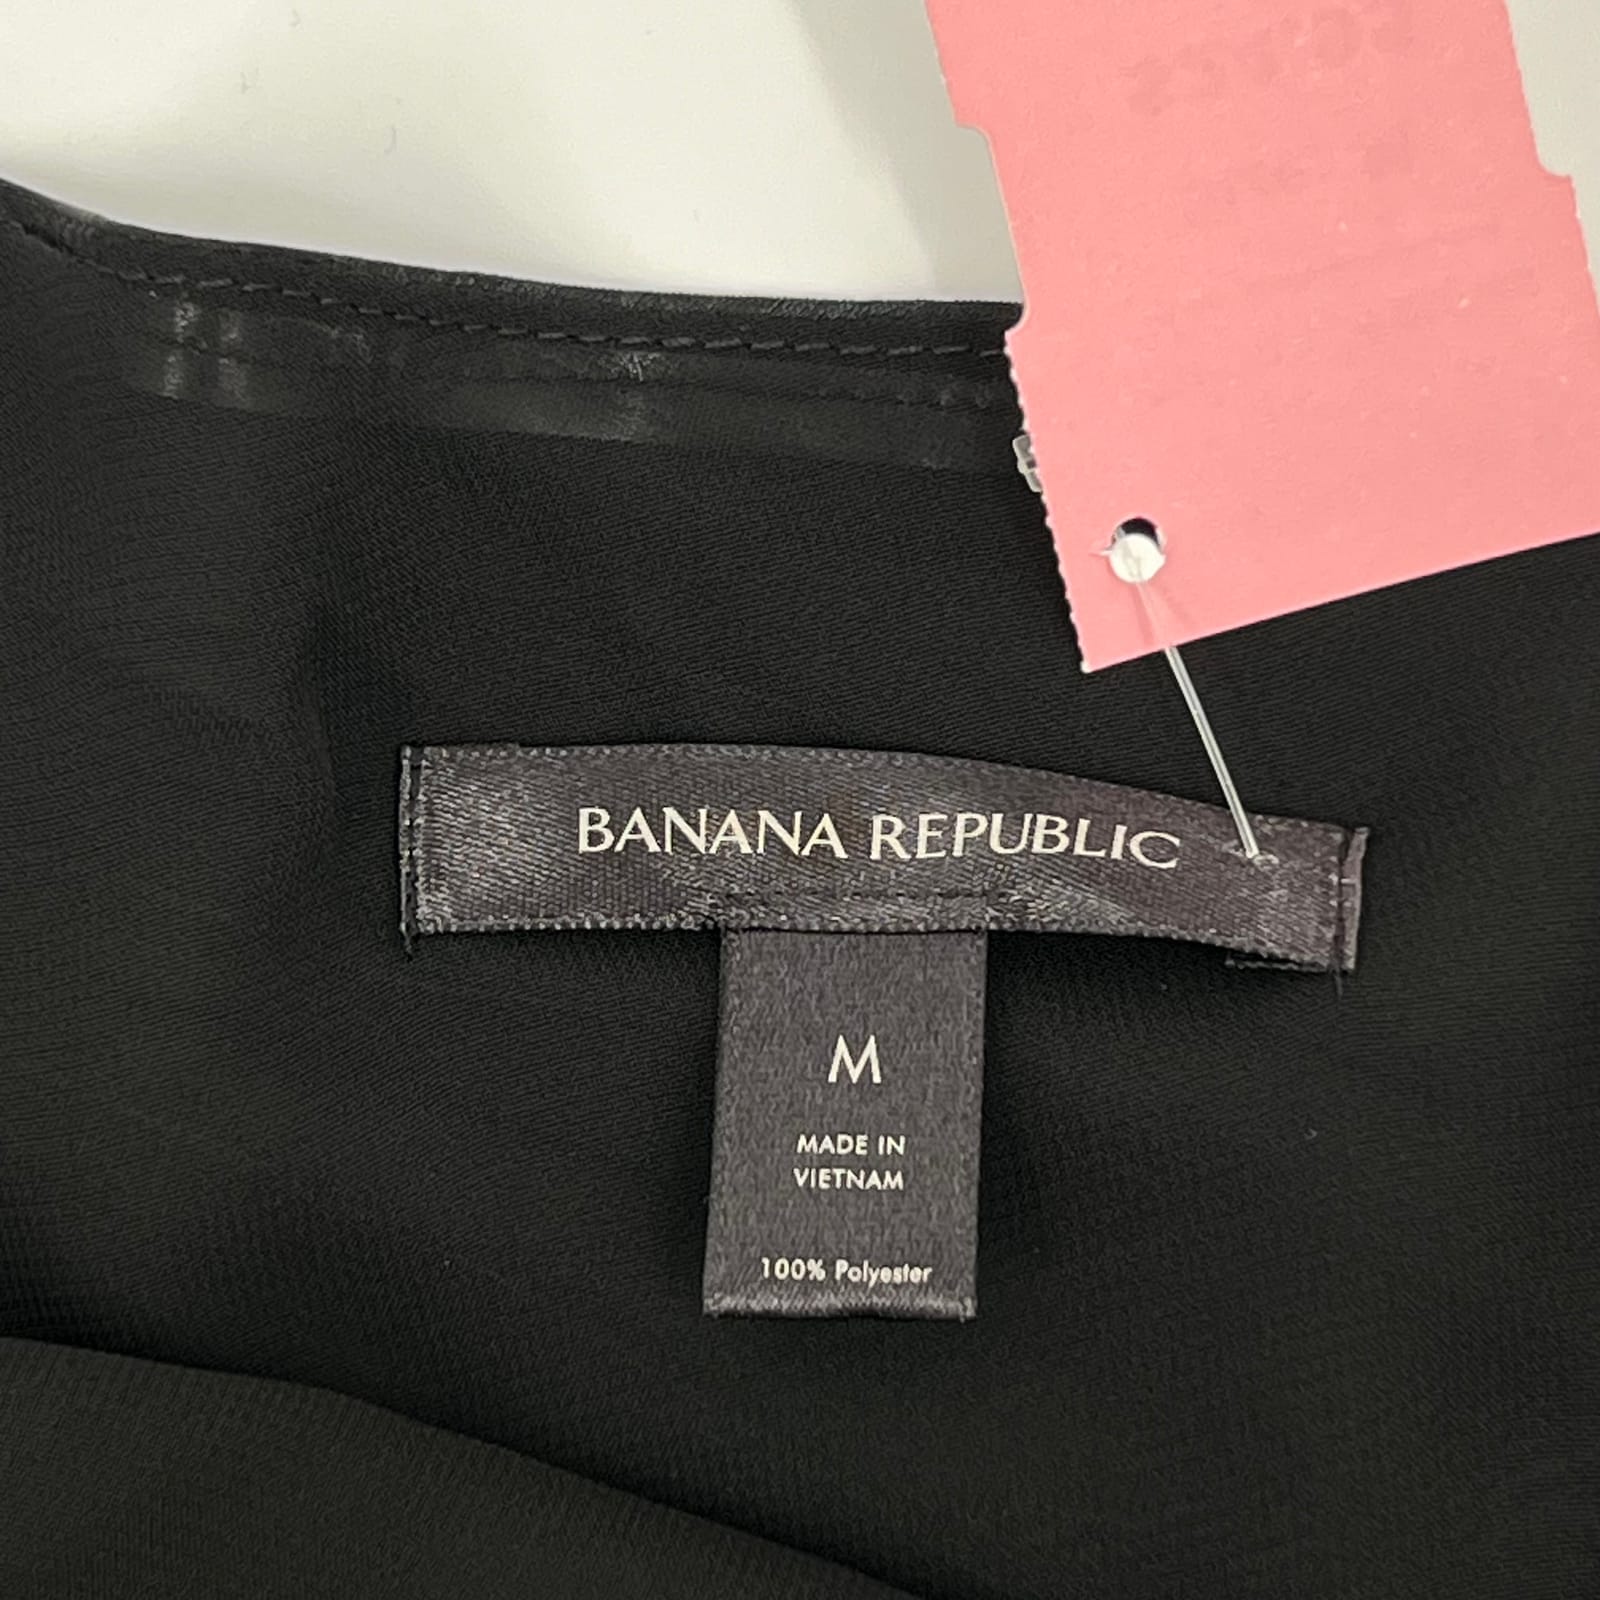 BANANA REPUBLIC
M
MADE IN
VIETNAM
100% Polyester